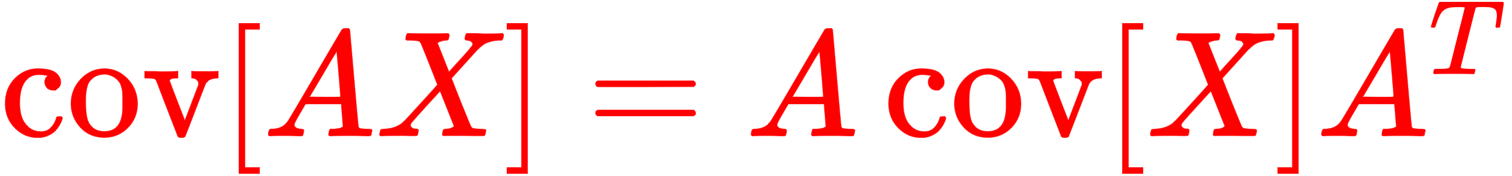 cov[AX] = A cov[X]A^T